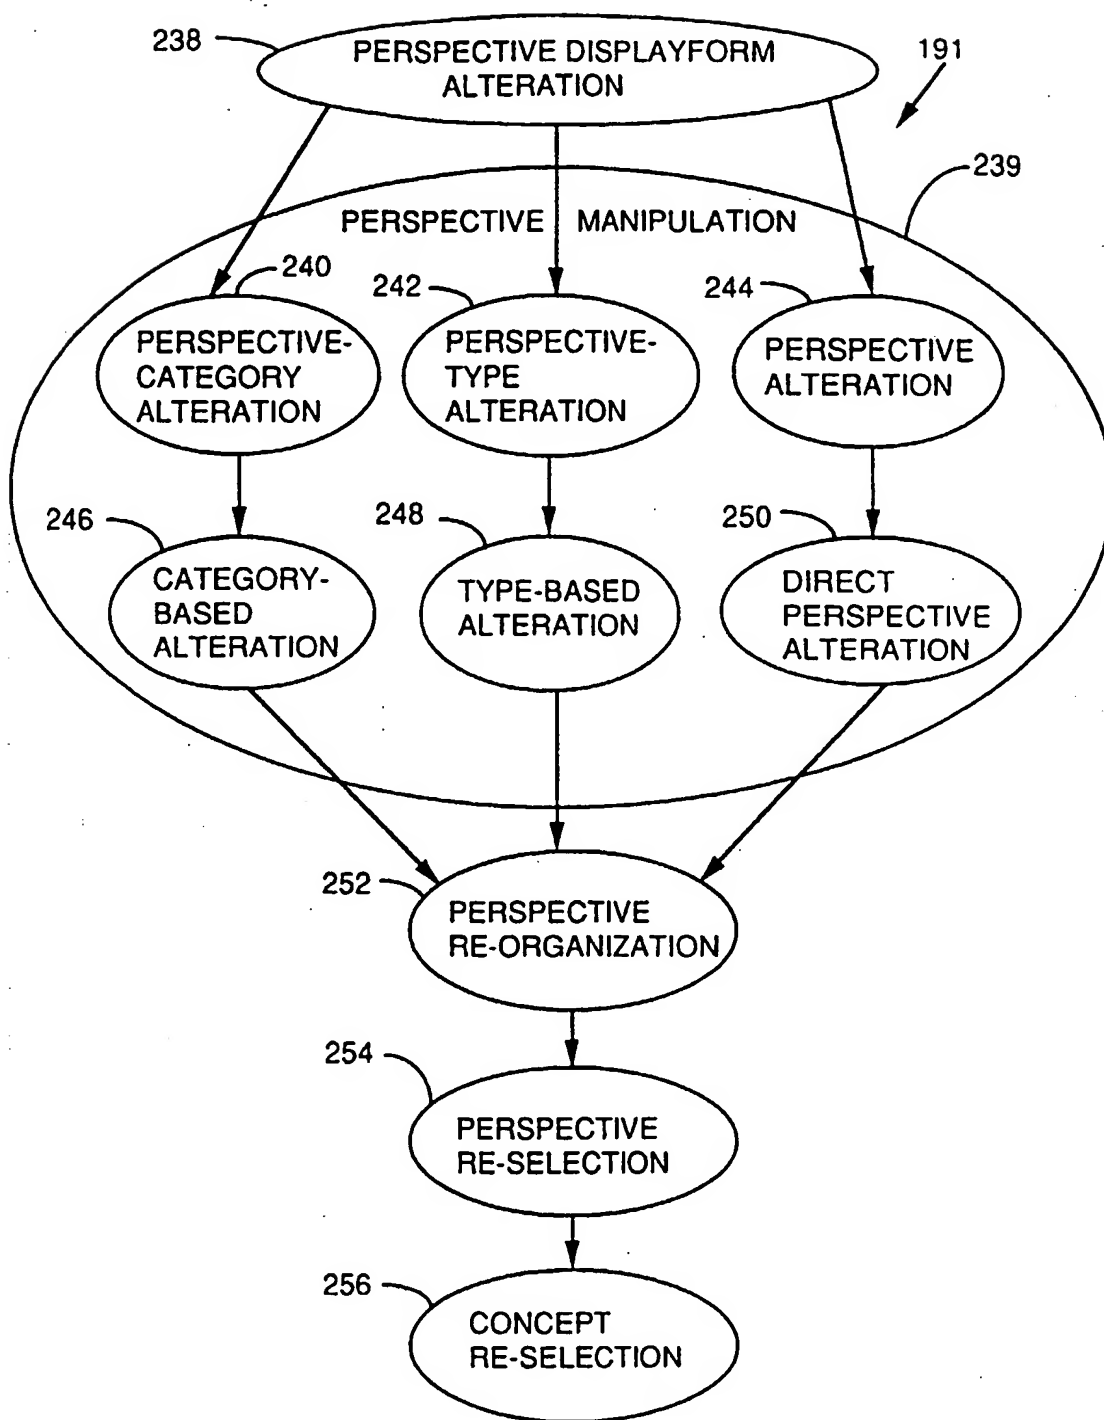 238
PERSPECTIVE DISPLAYFORM
ALTERATION
191
239
PERSPECTIVE MANIPULATION
240
242
244
PERSPECTIVE-
CATEGORY
ALTERATION
PERSPECTIVE-
TYPE
ALTERATION
PERSPECTIVE
ALTERATION
246
248
250
CATEGORY-
BASED
ALTERATION
TYPE-BASED
ALTERATION
DIRECT
PERSPECTIVE
ALTERATION
252
PERSPECTIVE
RE-ORGANIZATION
254
PERSPECTIVE
RE-SELECTION
256
CONCEPT
RE-SELECTION